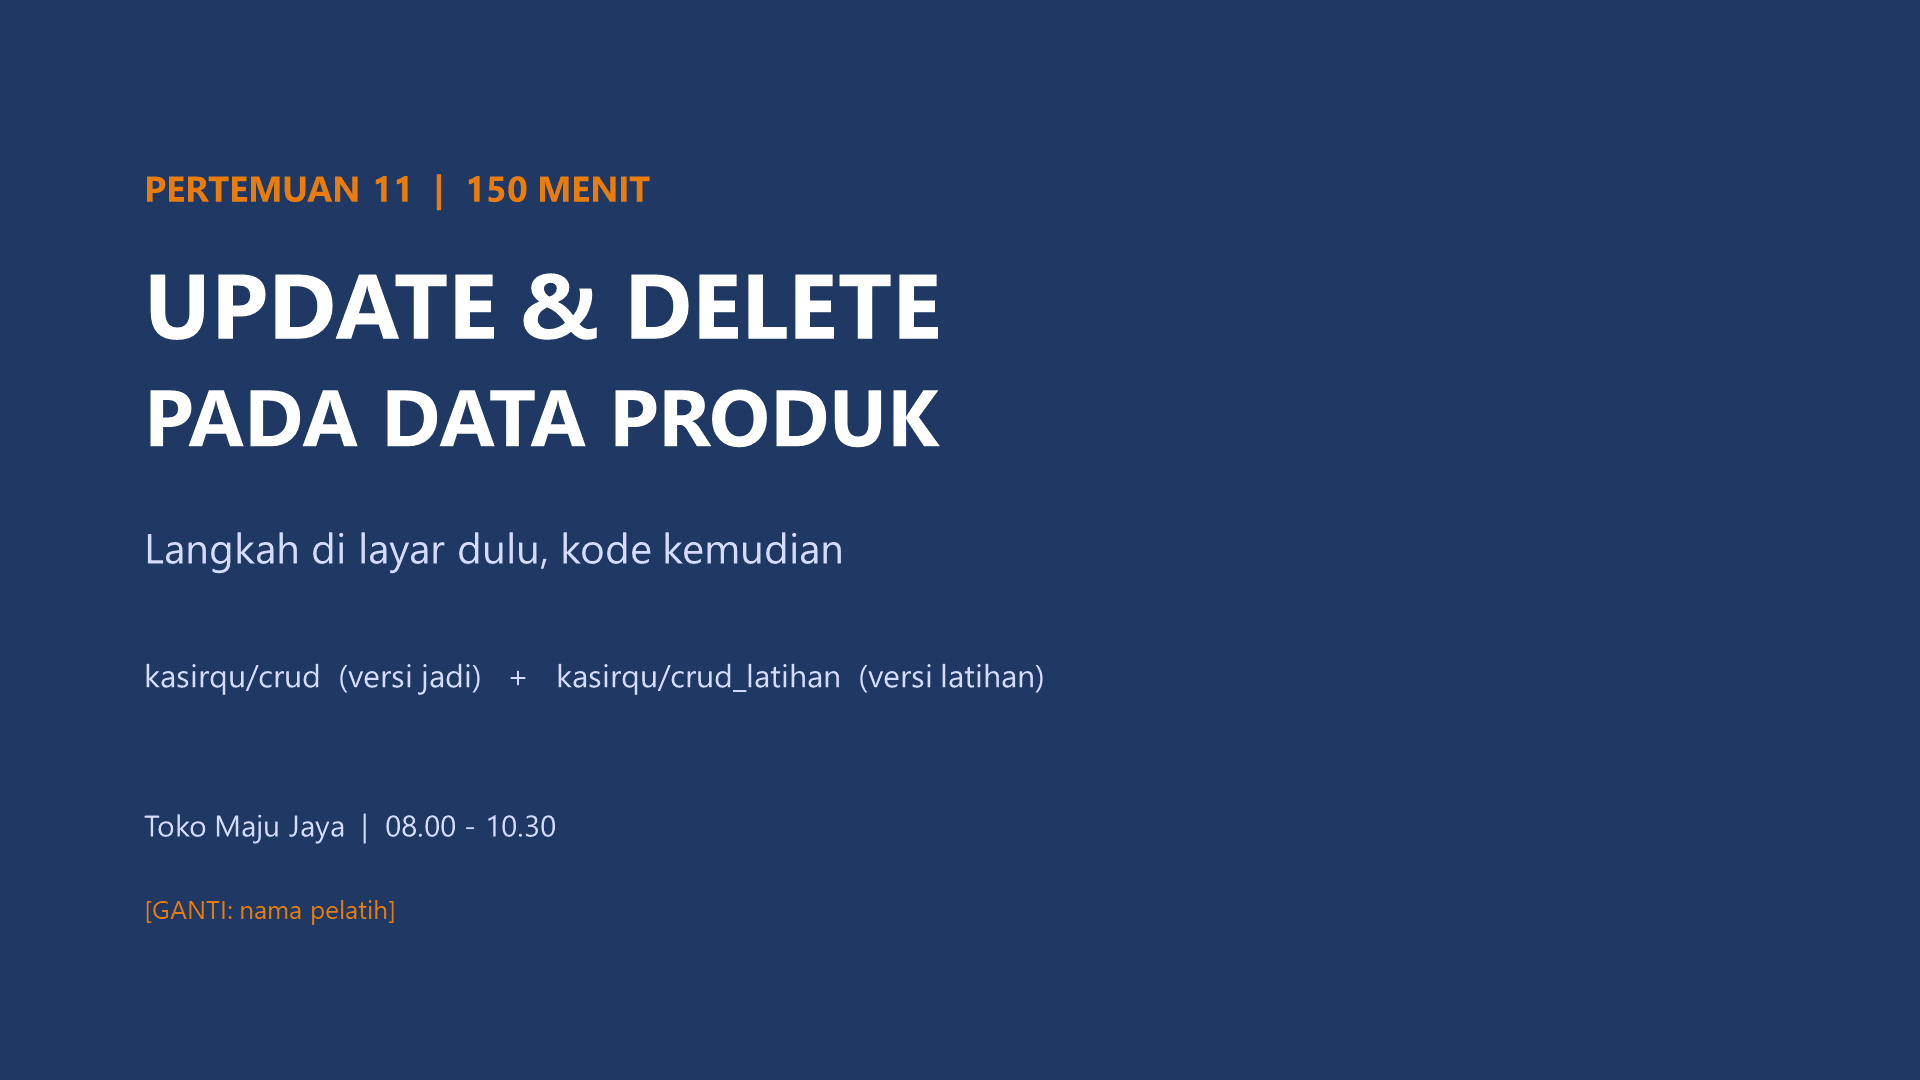 PERTEMUAN 11 | 150 MENIT
UPDATE & DELETE
PADA DATA PRODUK
Langkah di layar dulu, kode kemudian
kasirqu/crud (versi jadi) + kasirqu/crud_latihan (versi latihan)
Toko Maju Jaya | 08.00 - 10.30
[GANTI: nama pelatih]